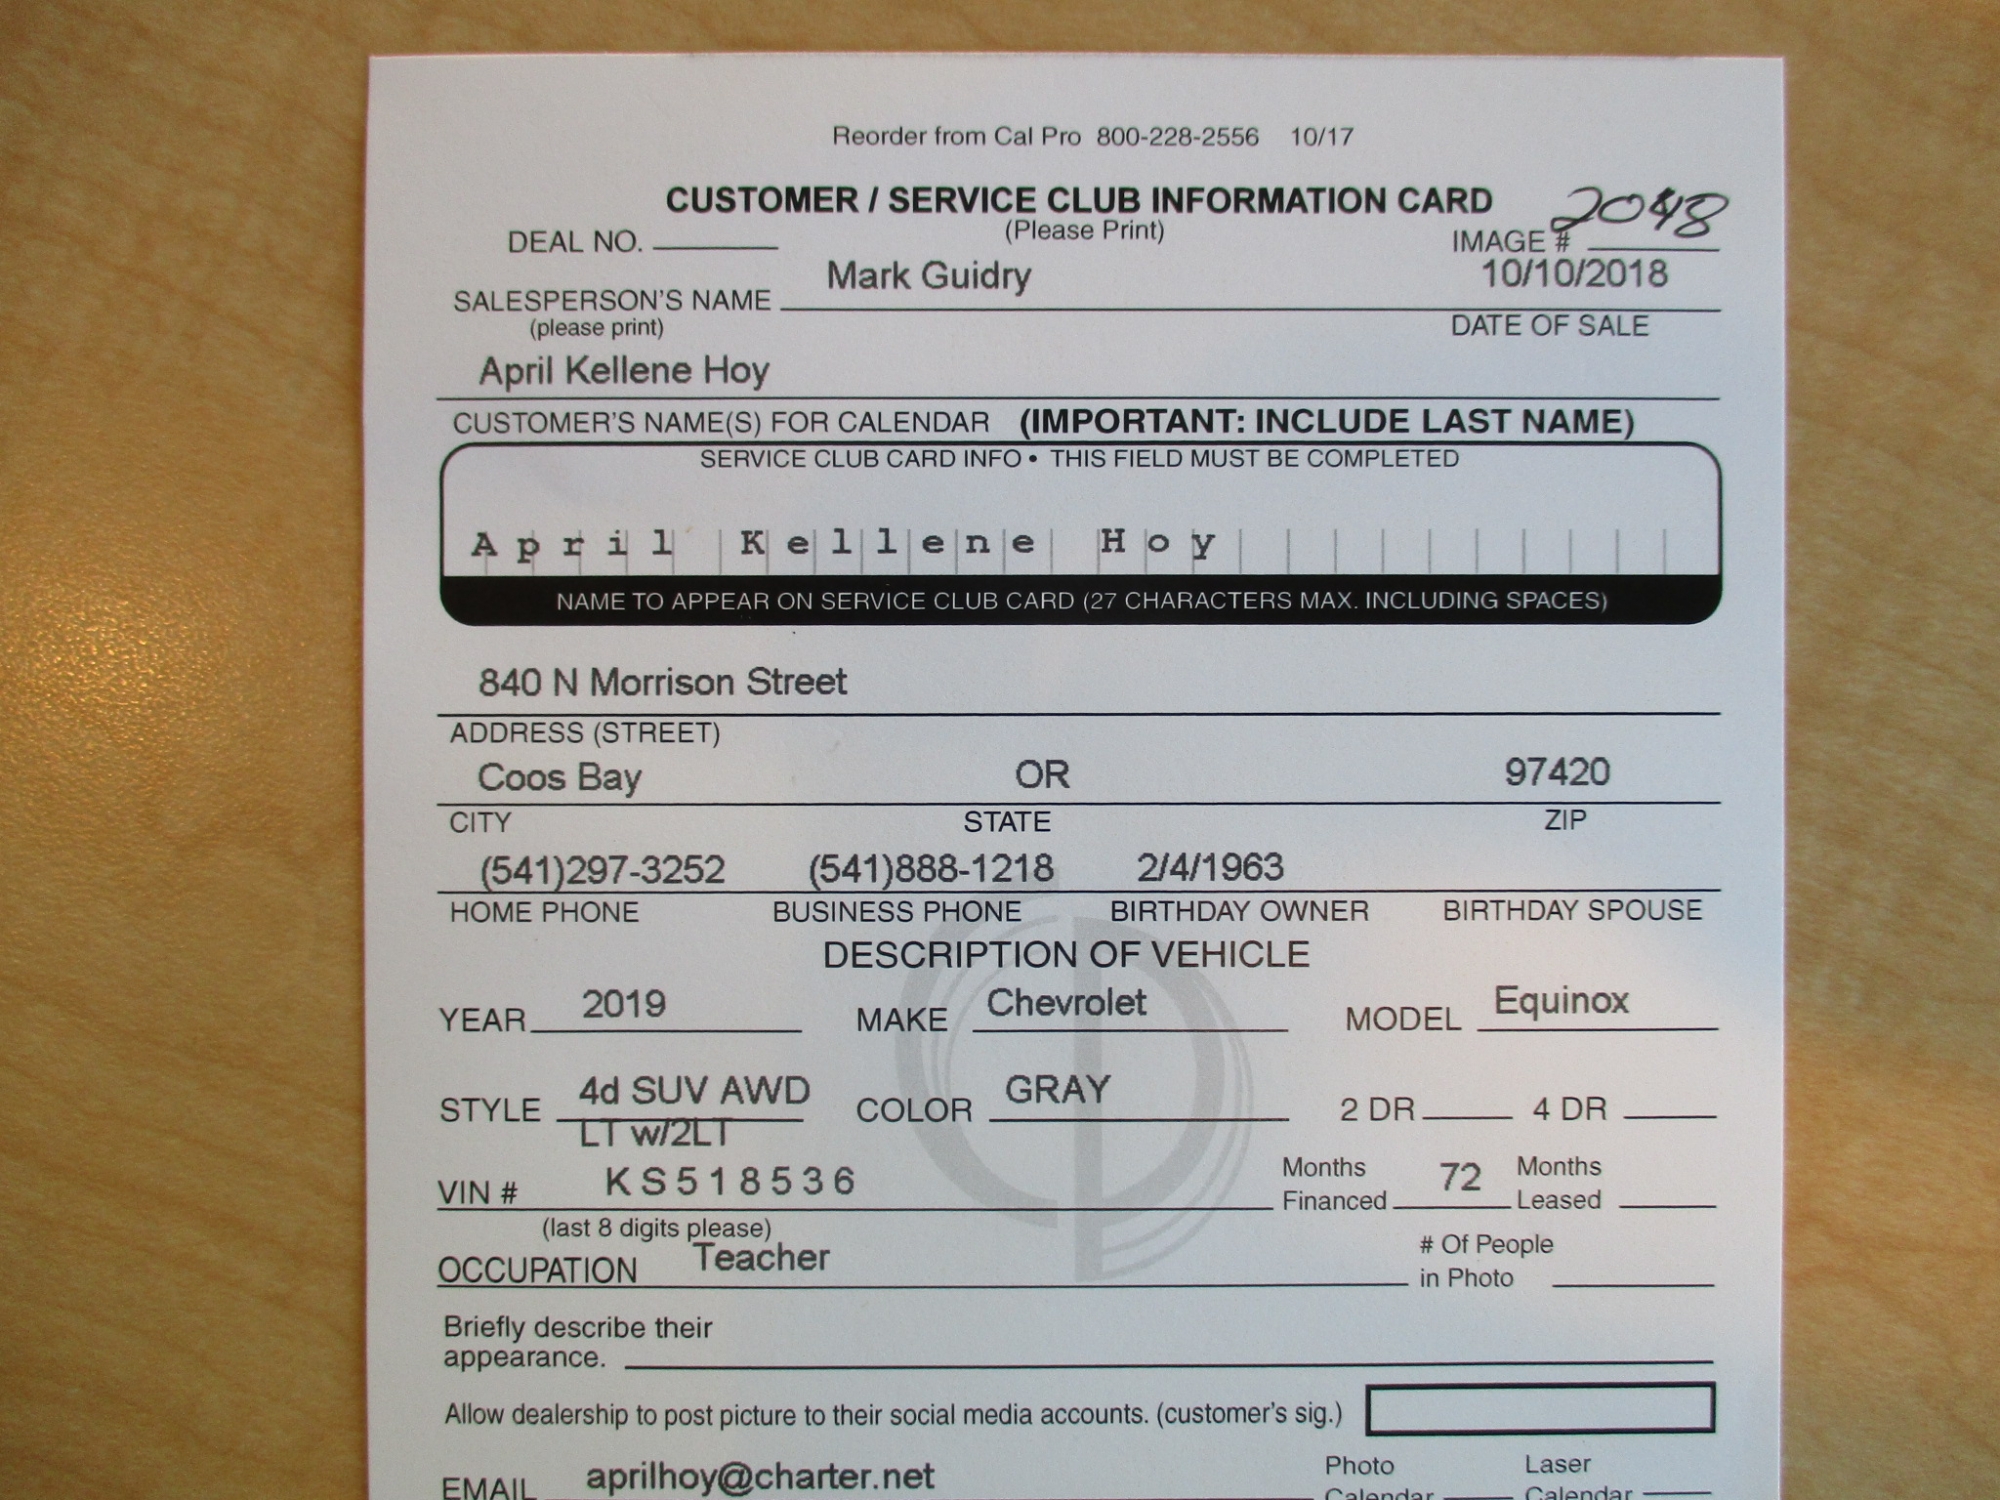 Reorder from Cal Pro 800-228-2556 10/17
CUSTOMER / SERVICE CLUB INFORMATION CARD 2048
(Please Print)
DEAL NO. IMAGE #
Mark Guidry 10/10/2018
SALESPERSON'S NAME
(please print) DATE OF SALE
April Kellene Hoy
CUSTOMER'S NAME(S) FOR CALENDAR (IMPORTANT: INCLUDE LAST NAME)
SERVICE CLUB CARD INFO • THIS FIELD MUST BE COMPLETED
April Kellene Hoy
NAME TO APPEAR ON SERVICE CLUB CARD (27 CHARACTERS MAX. INCLUDING SPACES)
840 N Morrison Street
ADDRESS (STREET)
Coos Bay OR 97420
CITY STATE ZIP
(541)297-3252 (541)888-1218 2/4/1963
HOME PHONE BUSINESS PHONE BIRTHDAY OWNER BIRTHDAY SPOUSE
DESCRIPTION OF VEHICLE
YEAR 2019 MAKE Chevrolet MODEL Equinox
STYLE 4d SUV AWD COLOR GRAY 2 DR 4 DR
LT w/2LT
VIN # KS518536 Months Financed 72 Months Leased
(last 8 digits please)
OCCUPATION Teacher # Of People in Photo
Briefly describe their
appearance.
Allow dealership to post picture to their social media accounts. (customer's sig.)
EMAIL aprilhoy@charter.net Photo Calendar Laser Calendar